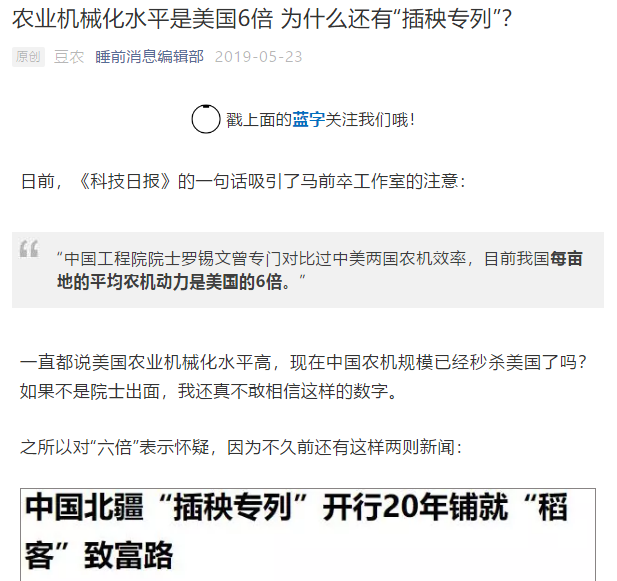 农业机械化水平是美国6倍 为什么还有“插秧专列”？
原创 豆农 睡前消息编辑部 2019-05-23
戳上面的蓝字关注我们哦！
日前，《科技日报》的一句话吸引了马前卒工作室的注意：
“中国工程院院士罗锡文曾专门对比过中美两国农机效率，目前我国每亩
地的平均农机动力是美国的6倍。”
一直都说美国农业机械化水平高，现在中国农机规模已经秒杀美国了吗？
如果不是院士出面，我还真不敢相信这样的数字。
之所以对“六倍”表示怀疑，因为不久前还有这样两则新闻：
中国北疆“插秧专列”开行20年铺就“稻
客”致富路